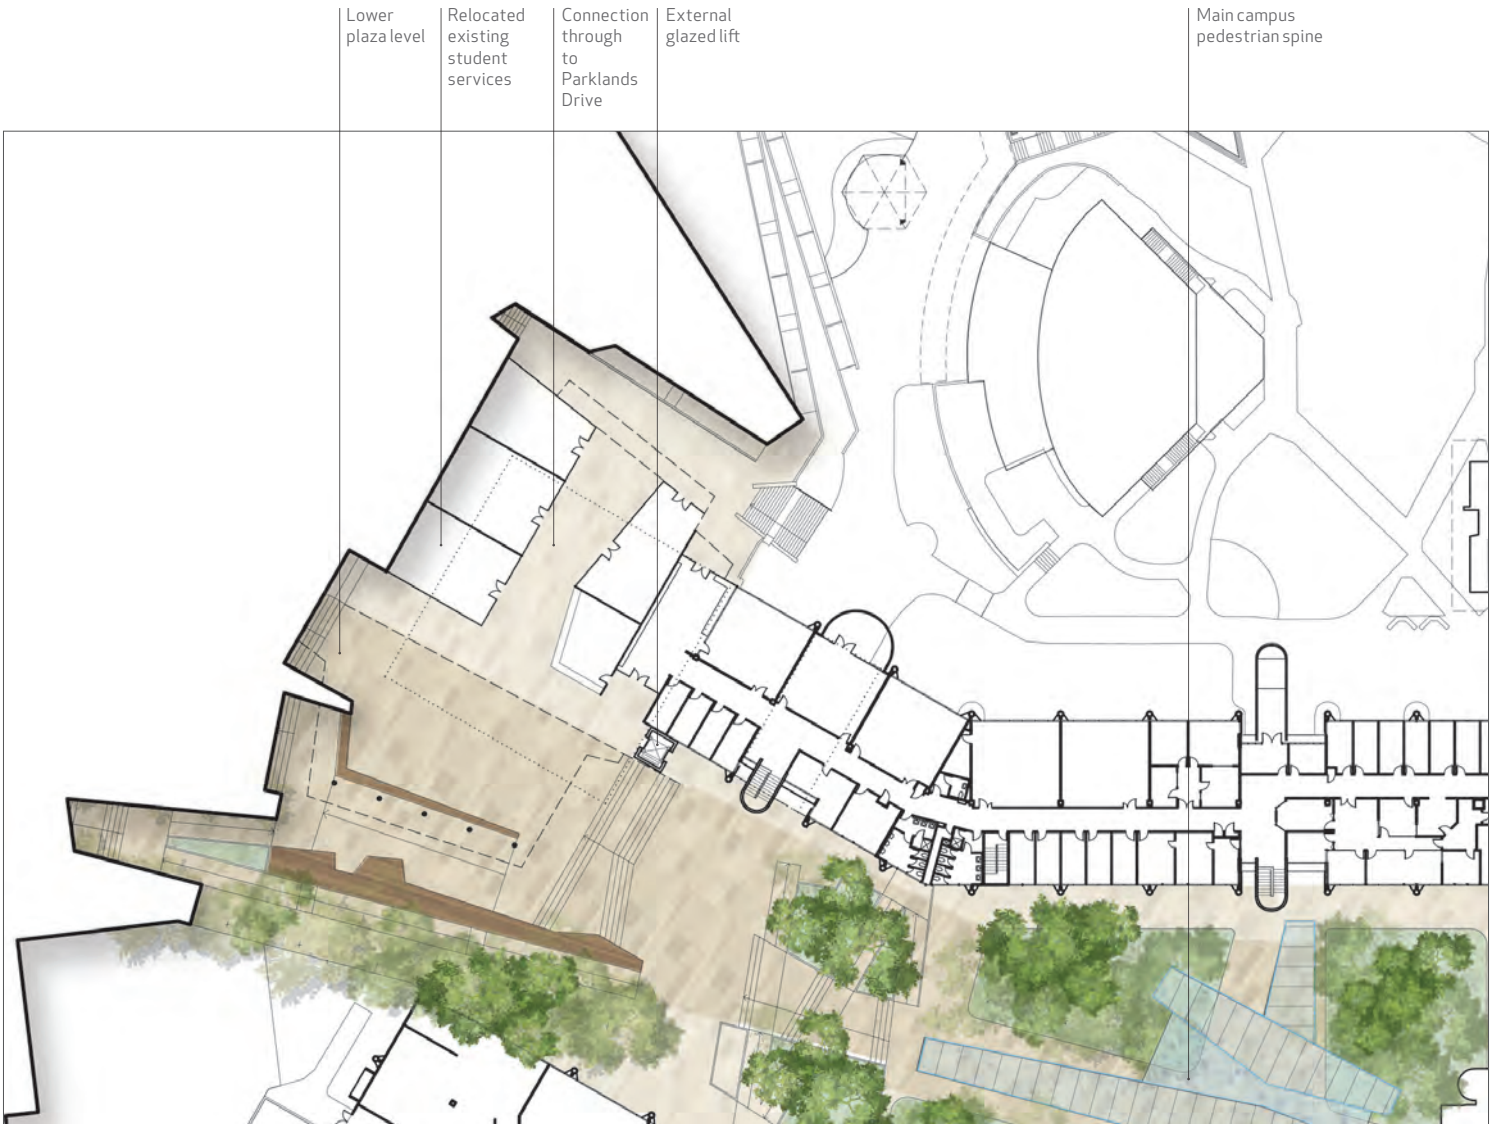 Lower
plaza level
Relocated
existing
student
services
Connection
through
to
Parklands
Drive
External
glazed lift
Main campus
pedestrian spine